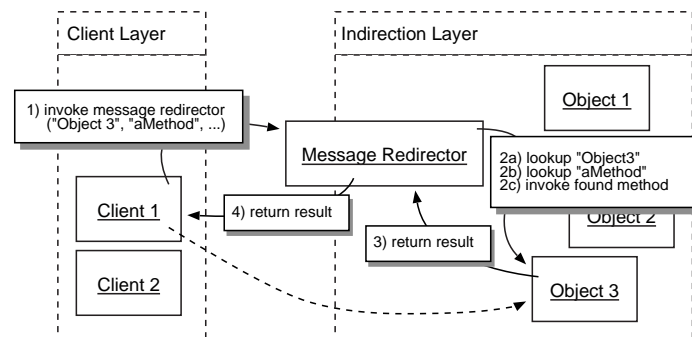 Client Layer
Indirection Layer
1) invoke message redirector
("Object 3", "aMethod", ...)
Object 1
Message Redirector
2a) lookup "Object3"
2b) lookup "aMethod"
2c) invoke found method
Client 1
4) return result
Object 2
3) return result
Client 2
Object 3